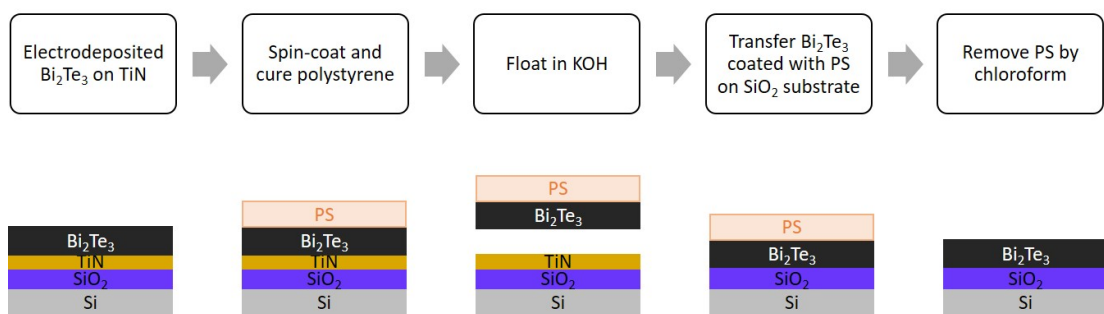 Electrodeposited
Bi₂Te₃ on TiN
Spin-coat and
cure polystyrene
Float in KOH
Transfer Bi₂Te₃
coated with PS
on SiO₂ substrate
Remove PS by
chloroform
Bi₂Te₃
TiN
SiO₂
Si
PS
Bi₂Te₃
TiN
SiO₂
Si
PS
Bi₂Te₃
TiN
SiO₂
Si
PS
Bi₂Te₃
SiO₂
Si
Bi₂Te₃
SiO₂
Si